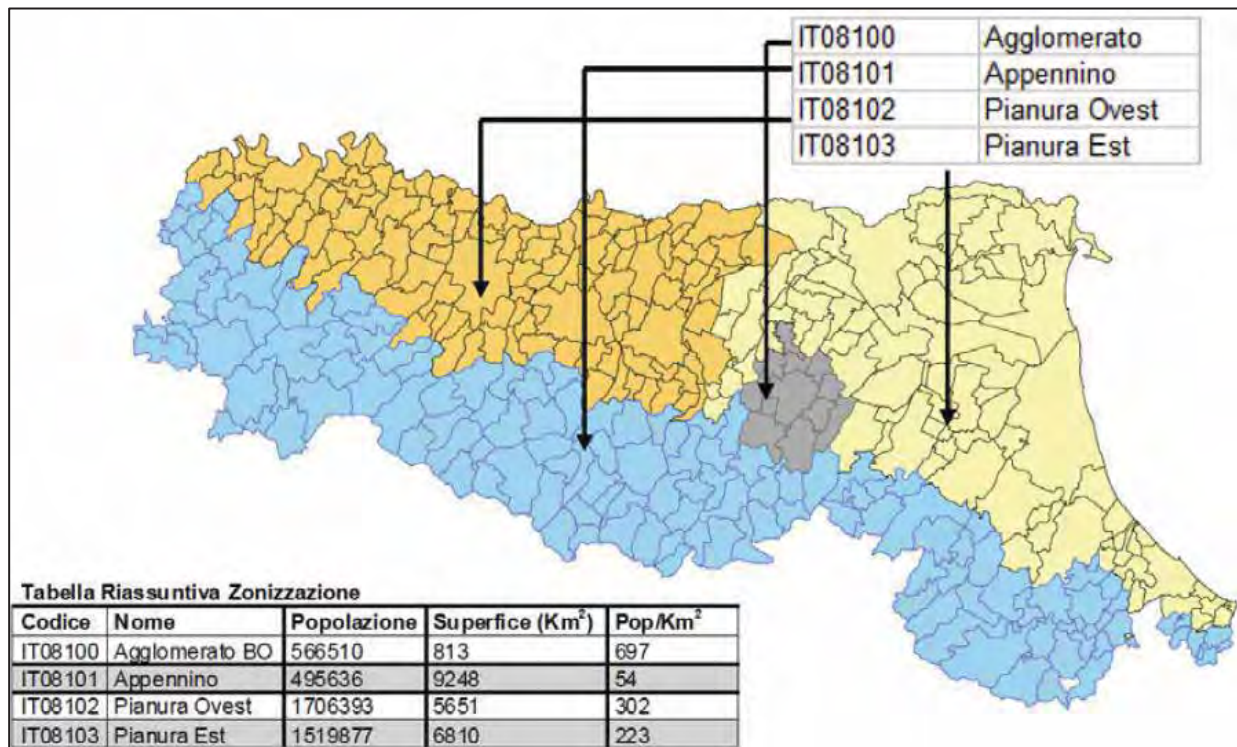 IT08100 Agglomerato
IT08101 Appennino
IT08102 Pianura Ovest
IT08103 Pianura Est
Tabella Riassuntiva Zonizzazione
Codice Nome Popolazione Superfice (Km²) Pop/Km²
IT08100 Agglomerato BO 566510 813 697
IT08101 Appennino 495636 9248 54
IT08102 Pianura Ovest 1706393 5651 302
IT08103 Pianura Est 1519877 6810 223